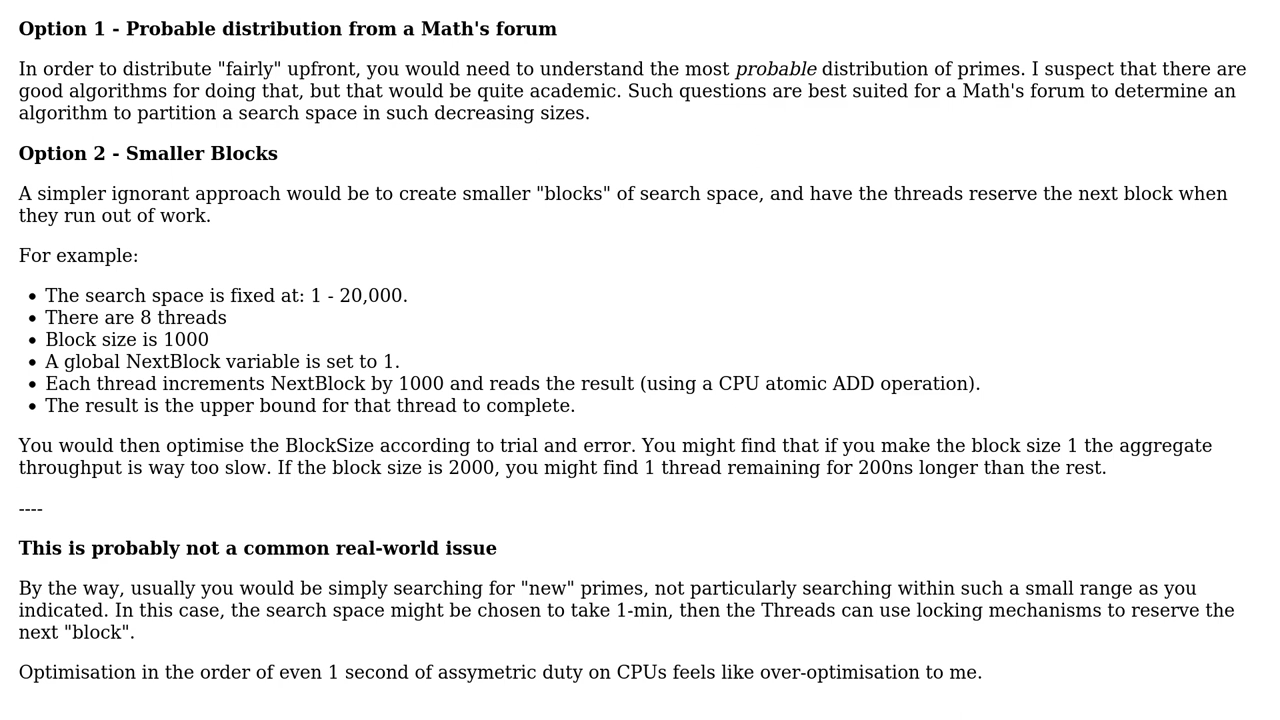 Option 1 - Probable distribution from a Math's forum
In order to distribute "fairly" upfront, you would need to understand the most probable distribution of primes. I suspect that there are
good algorithms for doing that, but that would be quite academic. Such questions are best suited for a Math's forum to determine an
algorithm to partition a search space in such decreasing sizes.
Option 2 - Smaller Blocks
A simpler ignorant approach would be to create smaller "blocks" of search space, and have the threads reserve the next block when
they run out of work.
For example:
• The search space is fixed at: 1 - 20,000.
• There are 8 threads
• Block size is 1000
• A global NextBlock variable is set to 1.
• Each thread increments NextBlock by 1000 and reads the result (using a CPU atomic ADD operation).
• The result is the upper bound for that thread to complete.
You would then optimise the BlockSize according to trial and error. You might find that if you make the block size 1 the aggregate
throughput is way too slow. If the block size is 2000, you might find 1 thread remaining for 200ns longer than the rest.
----
This is probably not a common real-world issue
By the way, usually you would be simply searching for "new" primes, not particularly searching within such a small range as you
indicated. In this case, the search space might be chosen to take 1-min, then the Threads can use locking mechanisms to reserve the
next "block".
Optimisation in the order of even 1 second of assymetric duty on CPUs feels like over-optimisation to me.